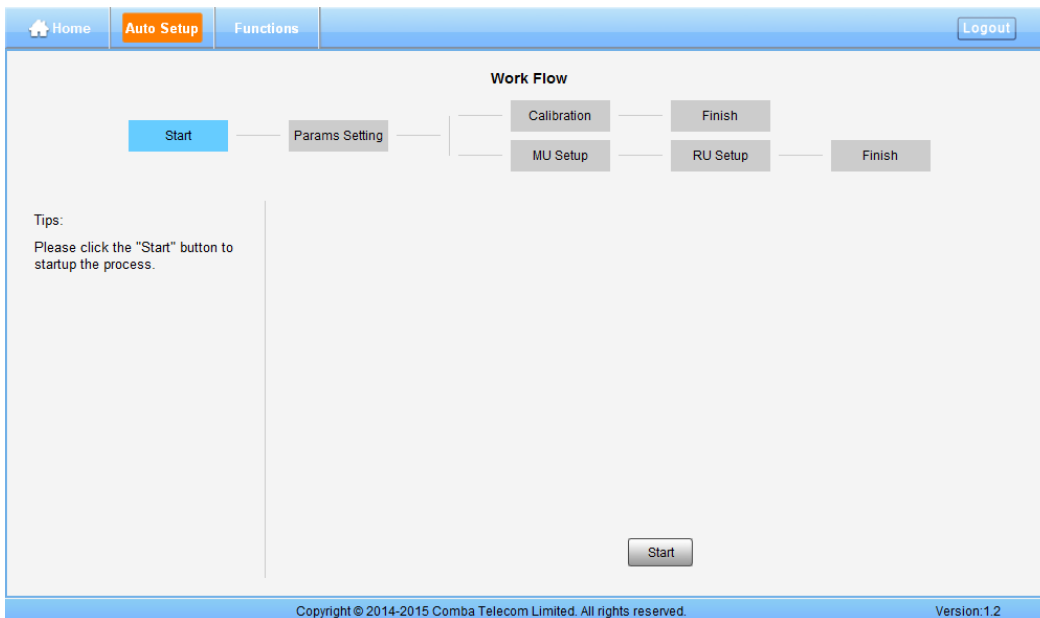 Home Auto Setup Functions Logout
Work Flow
Calibration Finish
Start Params Setting
MU Setup RU Setup Finish
Tips:
Please click the "Start" button to
startup the process.
Start
Copyright © 2014-2015 Comba Telecom Limited. All rights reserved. Version:1.2